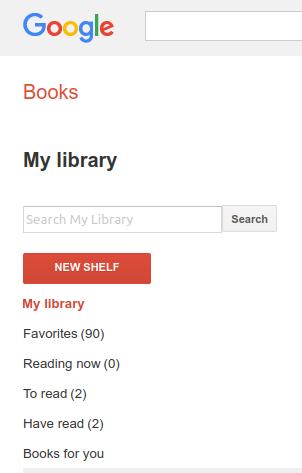 Google
Books
My library
Search My Library Search
NEW SHELF
My library
Favorites (90)
Reading now (0)
To read (2)
Have read (2)
Books for you